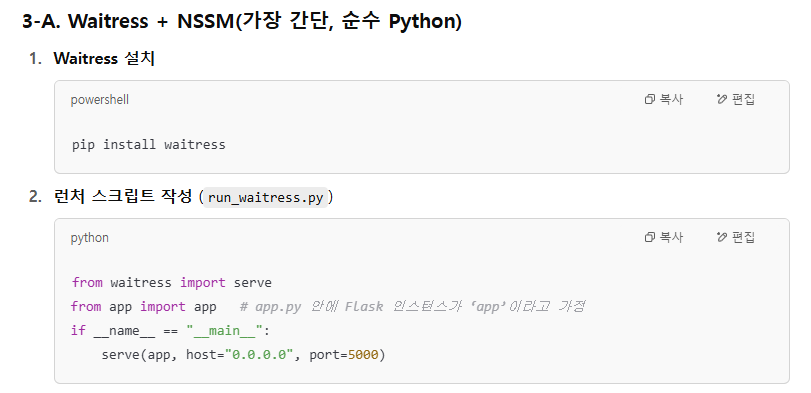 3-A. Waitress + NSSM(가장 간단, 순수 Python)
1. Waitress 설치
powershell 복사 편집
pip install waitress
2. 런처 스크립트 작성 (run_waitress.py)
python 복사 편집
from waitress import serve
from app import app   # app.py 안에 Flask 인스턴스가 ‘app’이라고 가정
if __name__ == "__main__":
    serve(app, host="0.0.0.0", port=5000)